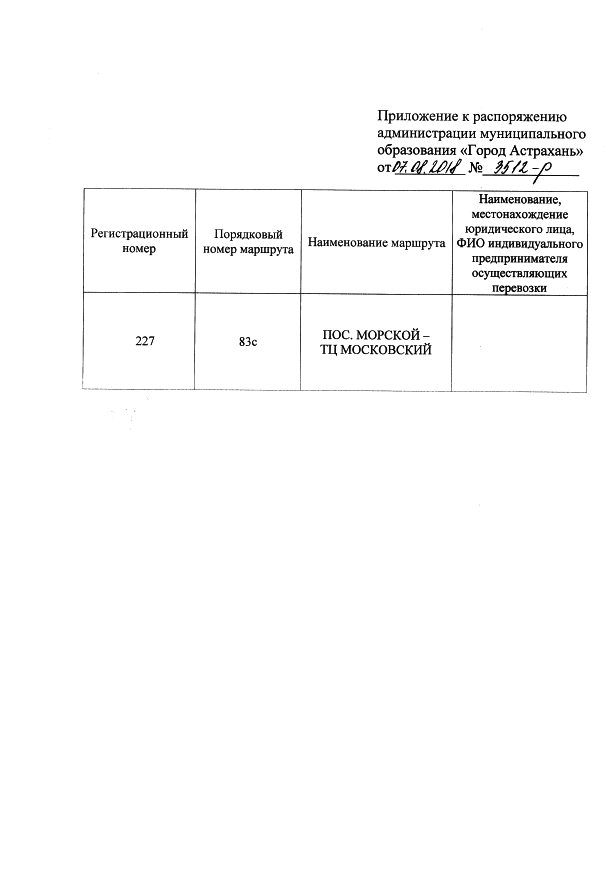 Приложение к распоряжению
администрации муниципального
образования «Город Астрахань»
от 07.08.2018 № 3512-р
Регистрационный
номер
Порядковый
номер маршрута
Наименование маршрута
Наименование,
местонахождение
юридического лица,
ФИО индивидуального
предпринимателя
осуществляющих
перевозки
227
83с
ПОС. МОРСКОЙ –
ТЦ МОСКОВСКИЙ